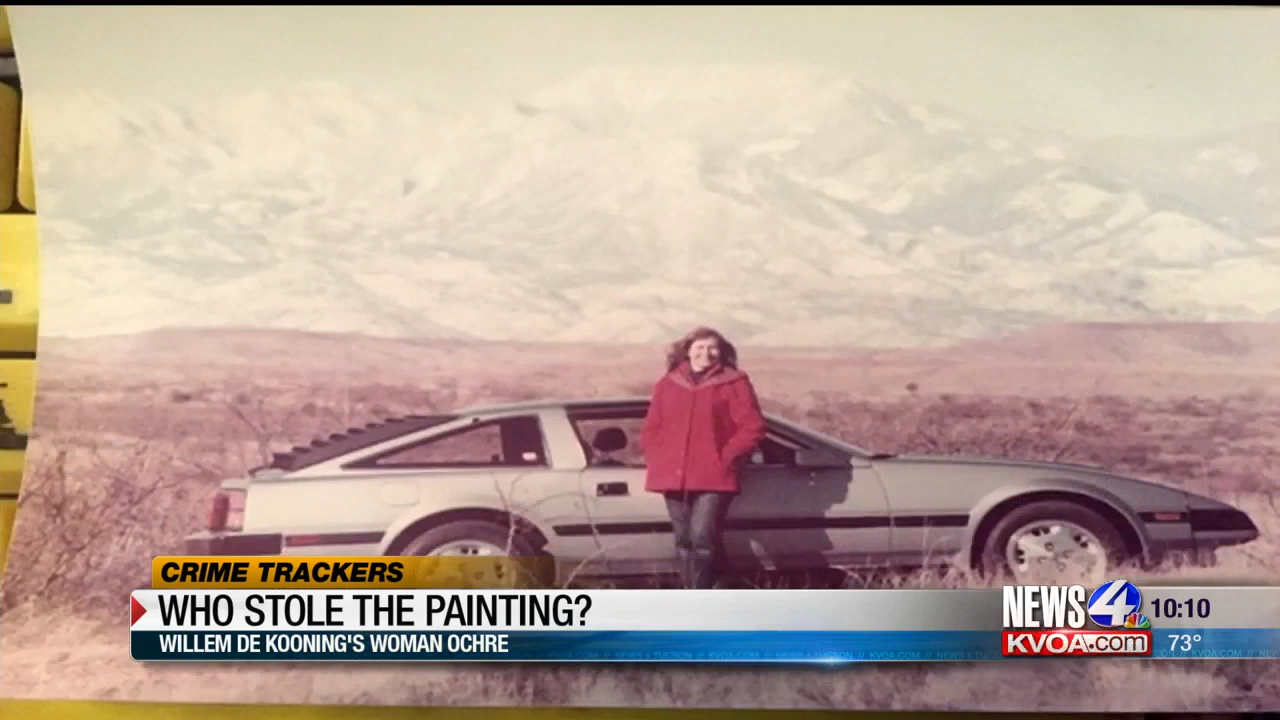 CRIME TRACKERS
WHO STOLE THE PAINTING?
WILLEM DE KOONING'S WOMAN OCHRE
NEWS 4
10:10
KVOA.com
73°